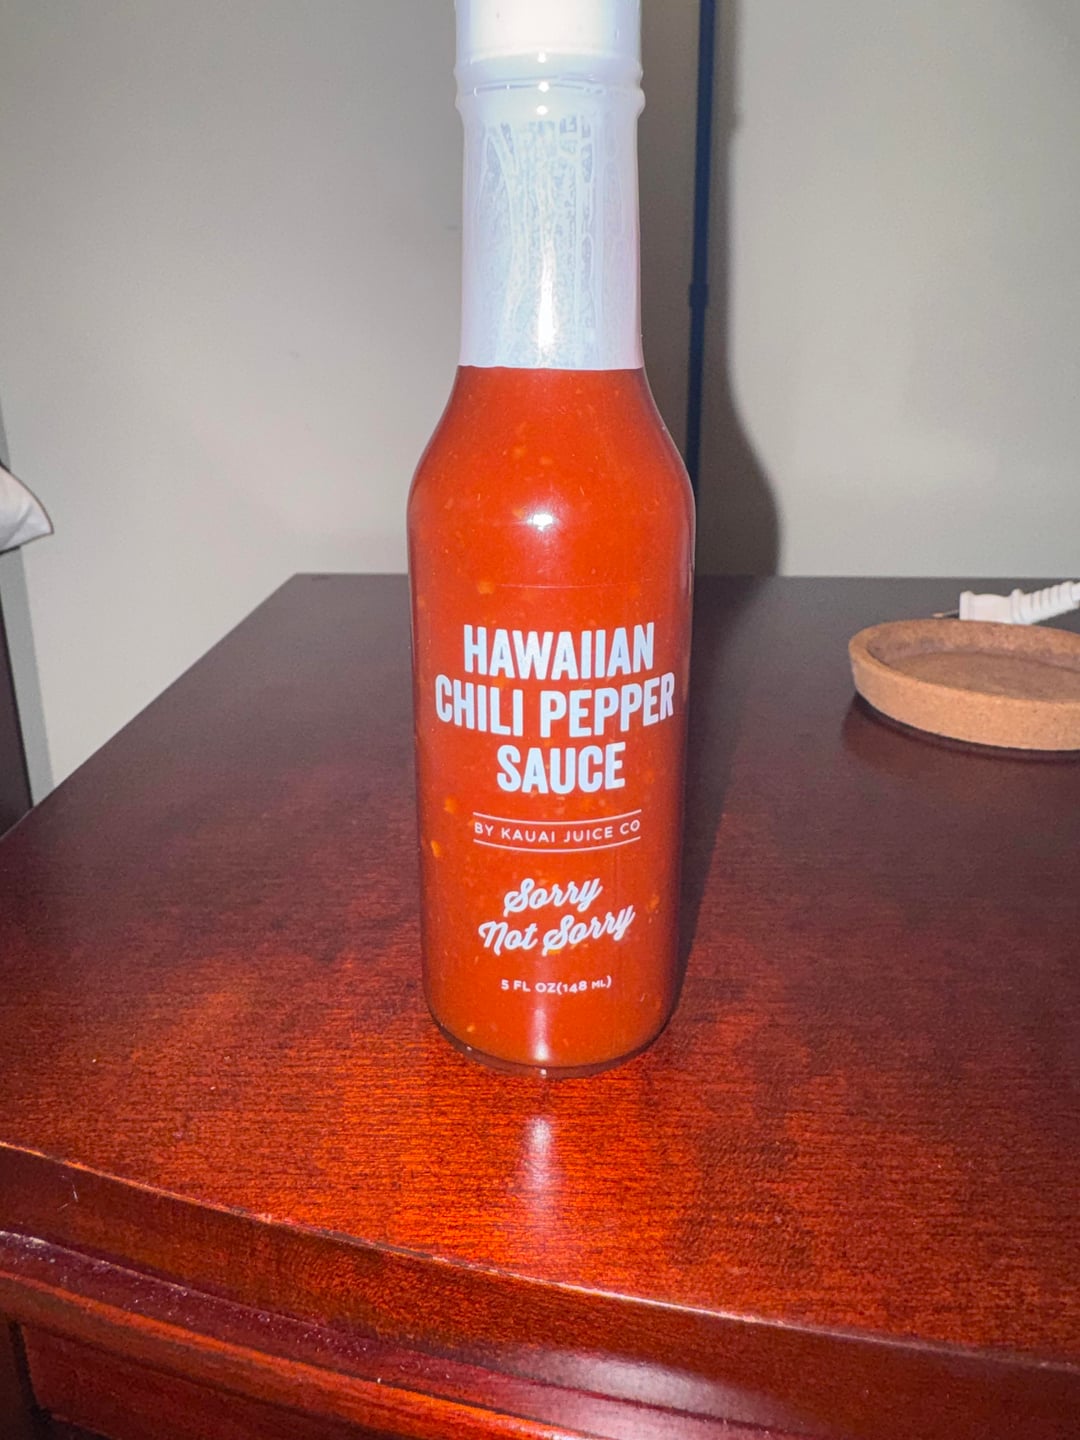 HAWAIIAN
CHILI PEPPER
SAUCE
BY KAUAI JUICE CO
Sorry
Not Sorry
5 FL OZ(148 ML)